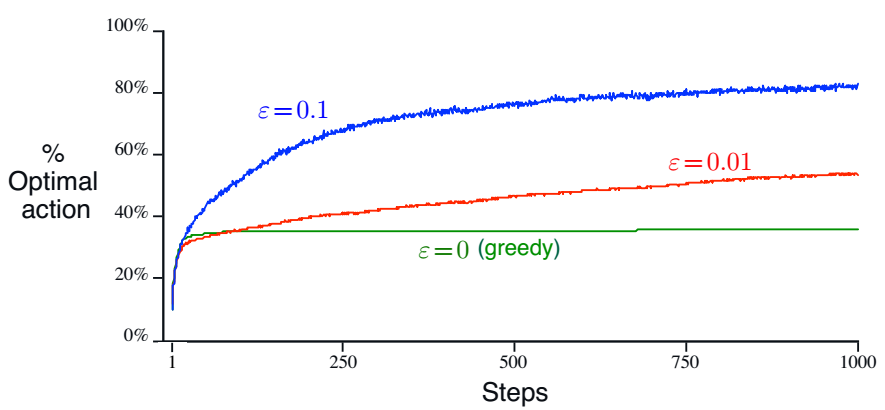 100%
80%
60%
40%
20%
0%
%
Optimal
action
ε=0.1
ε=0.01
ε=0 (greedy)
1
250
500
750
1000
Steps